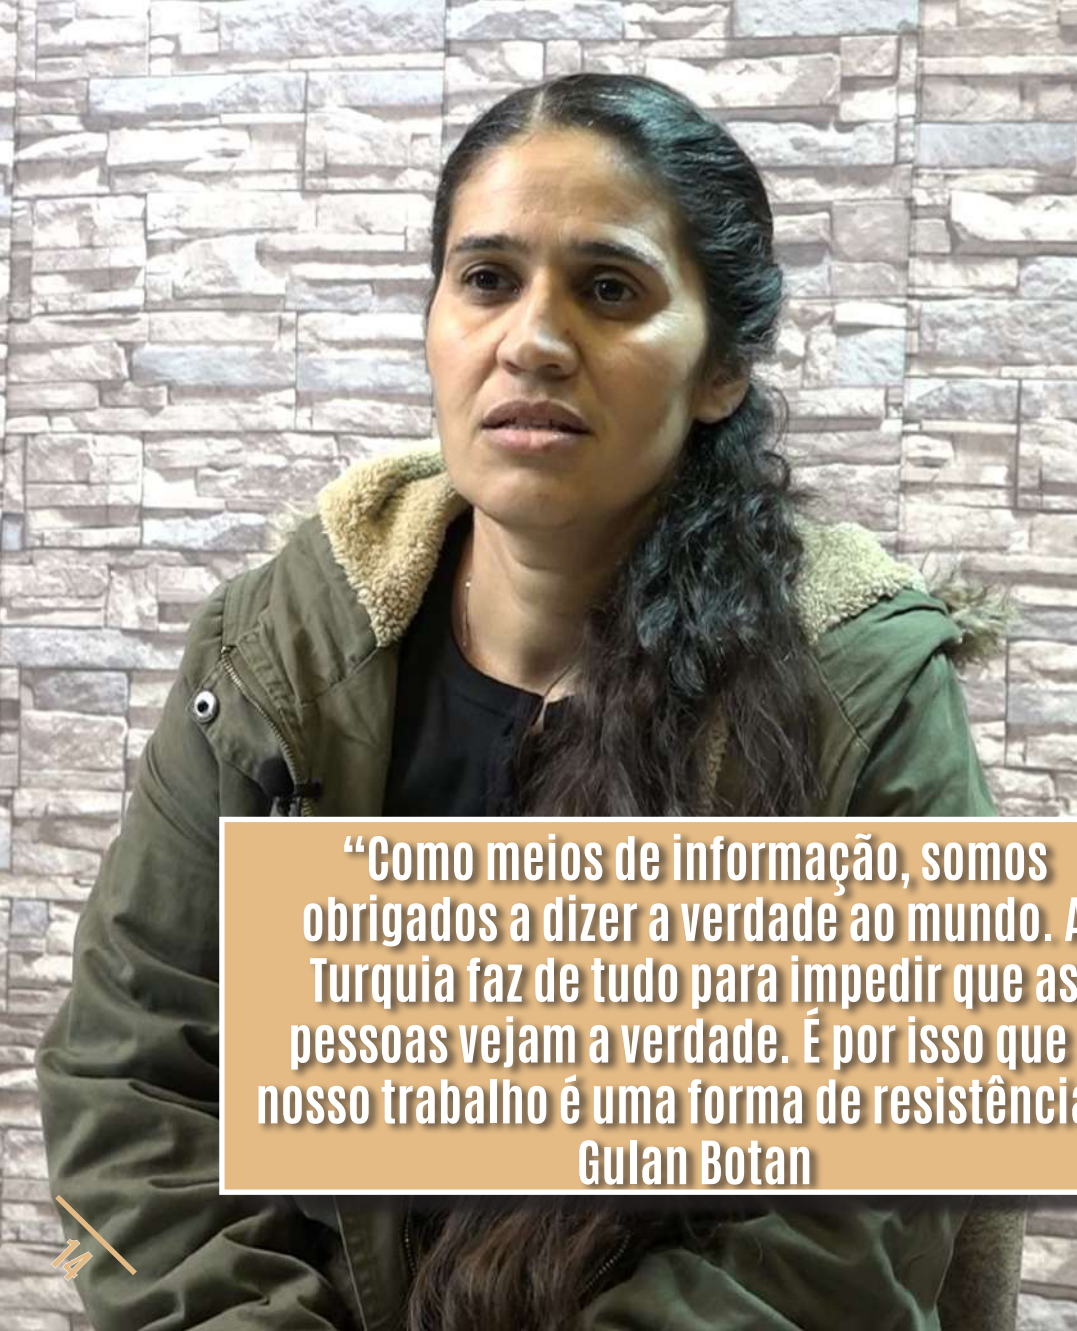 “Como meios de informação, somos
obrigados a dizer a verdade ao mundo. A
Turquia faz de tudo para impedir que as
pessoas vejam a verdade. É por isso que
nosso trabalho é uma forma de resistência
Gulan Botan
14